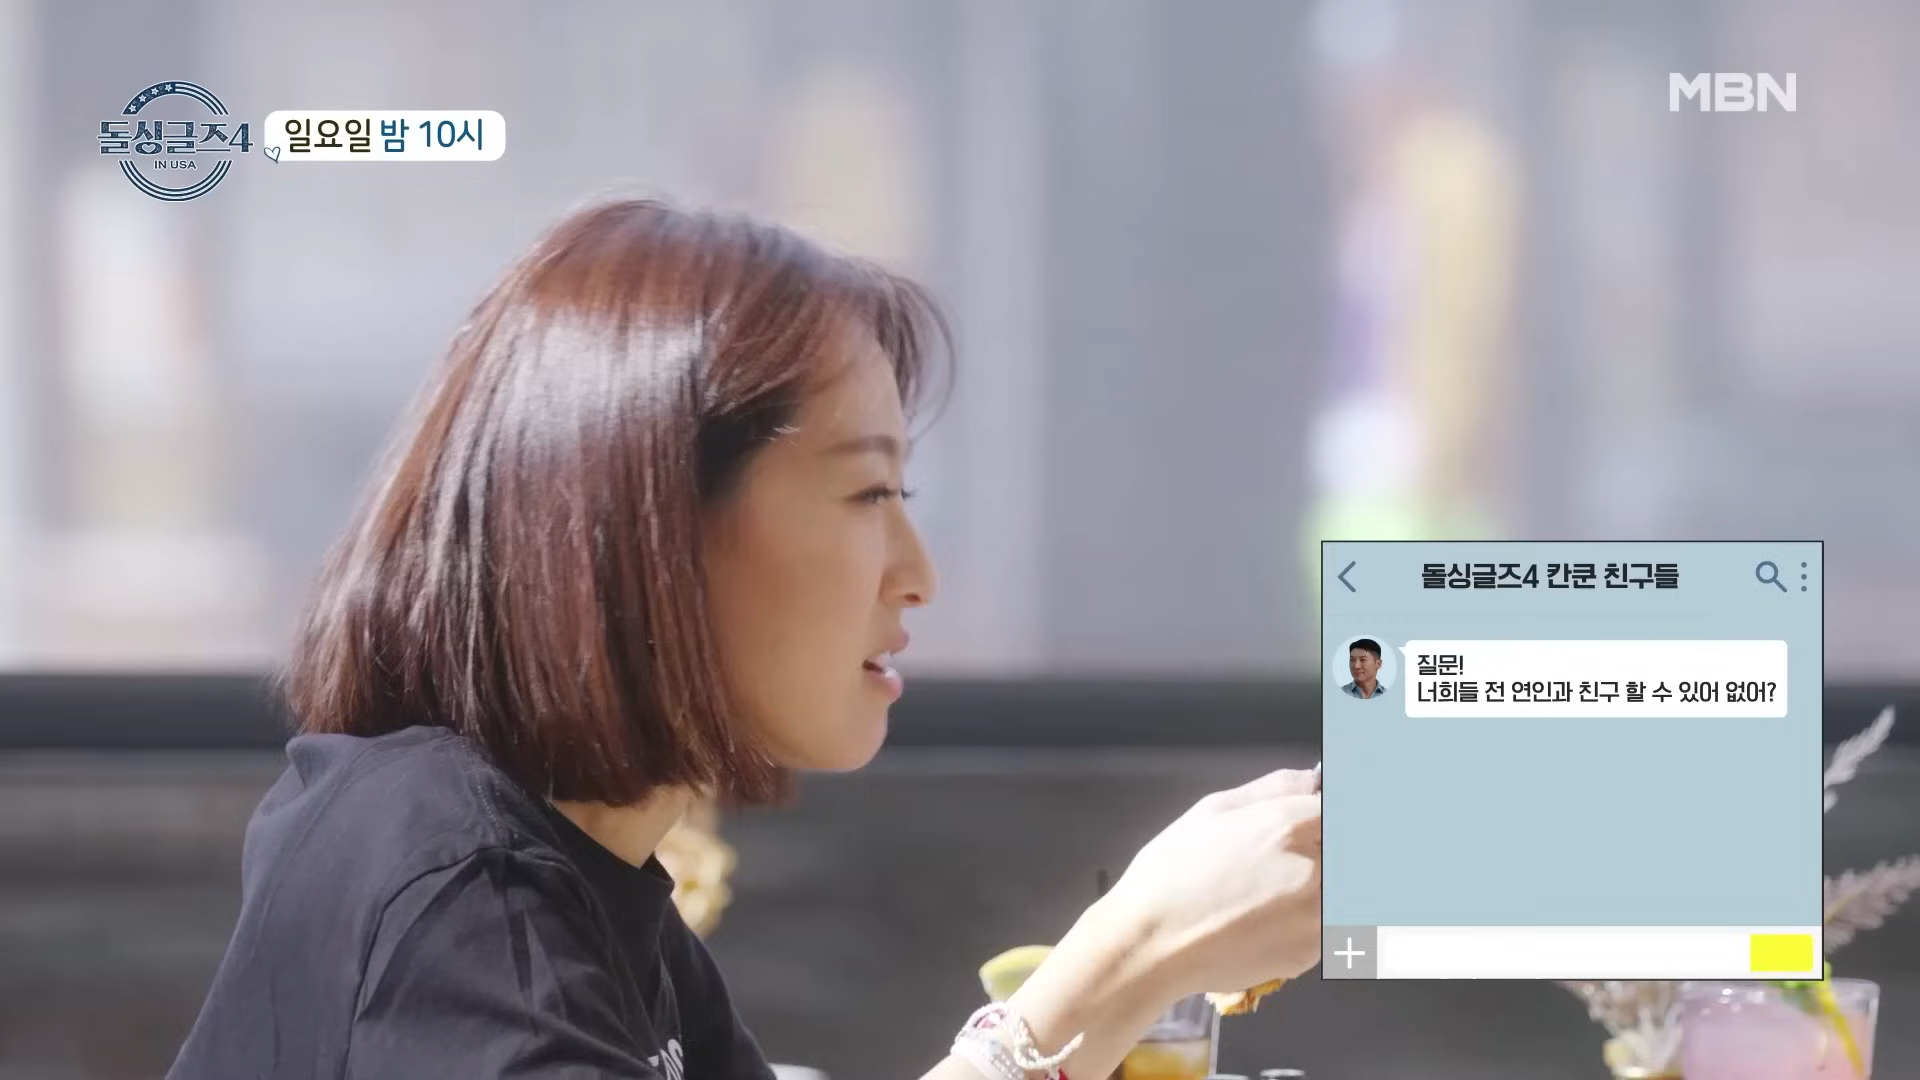 돌싱글즈4
IN USA
일요일 밤 10시
MBN
돌싱글즈4 칸쿤 친구들
질문!
너희들 전 연인과 친구 할 수 있어 없어?